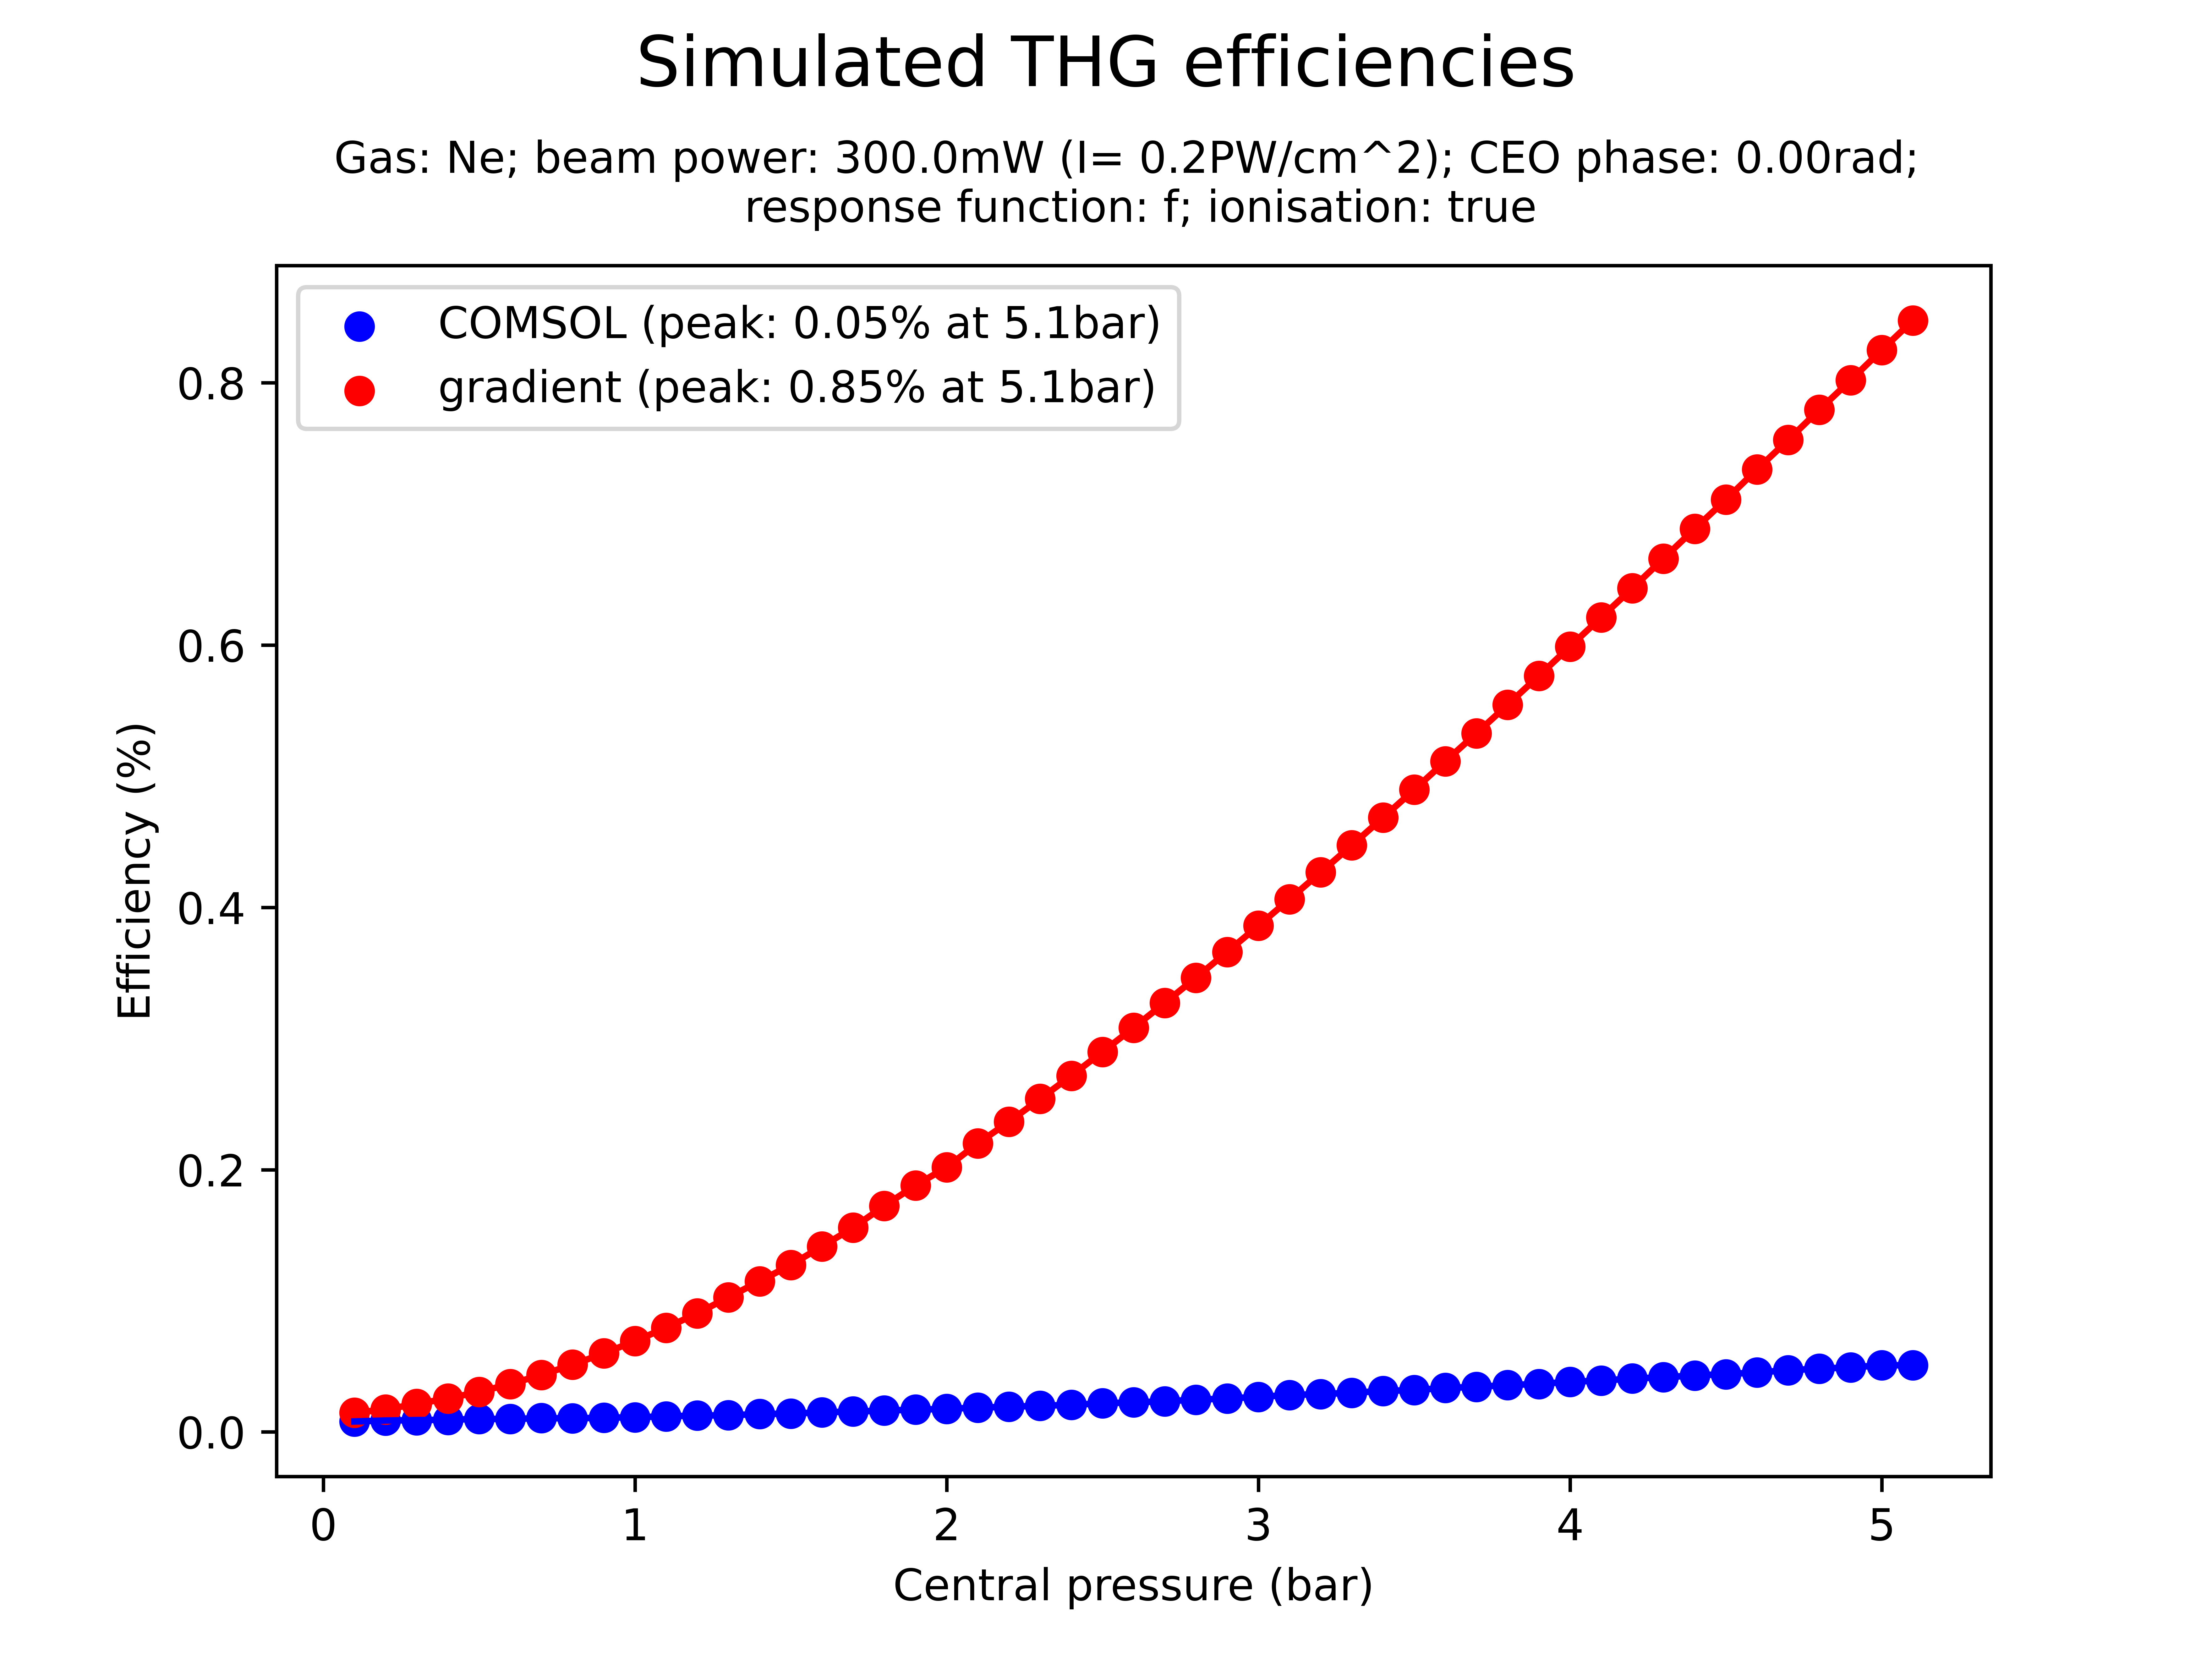 Simulated THG efficiencies
Gas: Ne; beam power: 300.0mW (I= 0.2PW/cm^2); CEO phase: 0.00rad;
response function: f; ionisation: true
COMSOL (peak: 0.05% at 5.1bar)
gradient (peak: 0.85% at 5.1bar)
0.8
0.6
0.4
0.2
0.0
Efficiency (%)
0 1 2 3 4 5
Central pressure (bar)